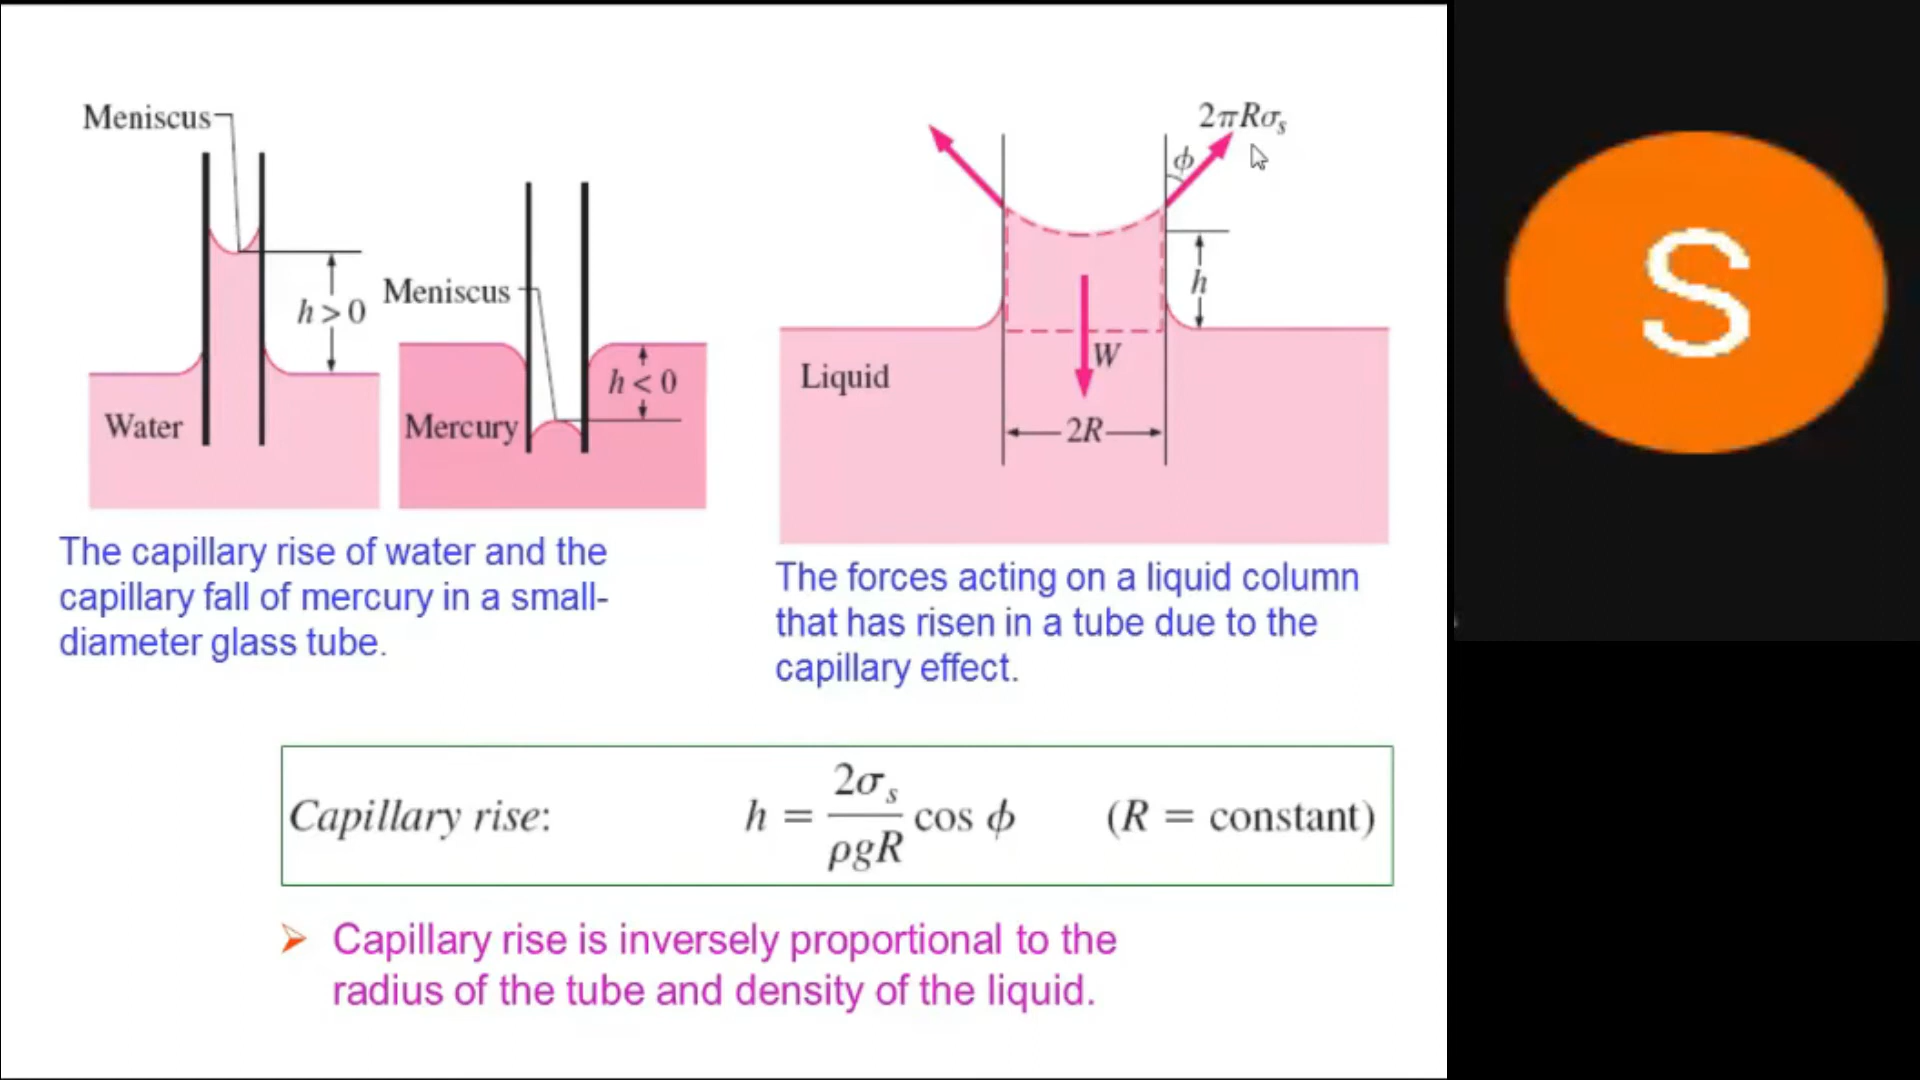 Meniscus
h > 0
Water
Meniscus
h < 0
Mercury
2πRσₛ
ϕ
h
W
Liquid
2R
The capillary rise of water and the
capillary fall of mercury in a small-
diameter glass tube.
The forces acting on a liquid column
that has risen in a tube due to the
capillary effect.
Capillary rise: h = 2σₛ / ρgR cos ϕ (R = constant)
Capillary rise is inversely proportional to the
radius of the tube and density of the liquid.
S